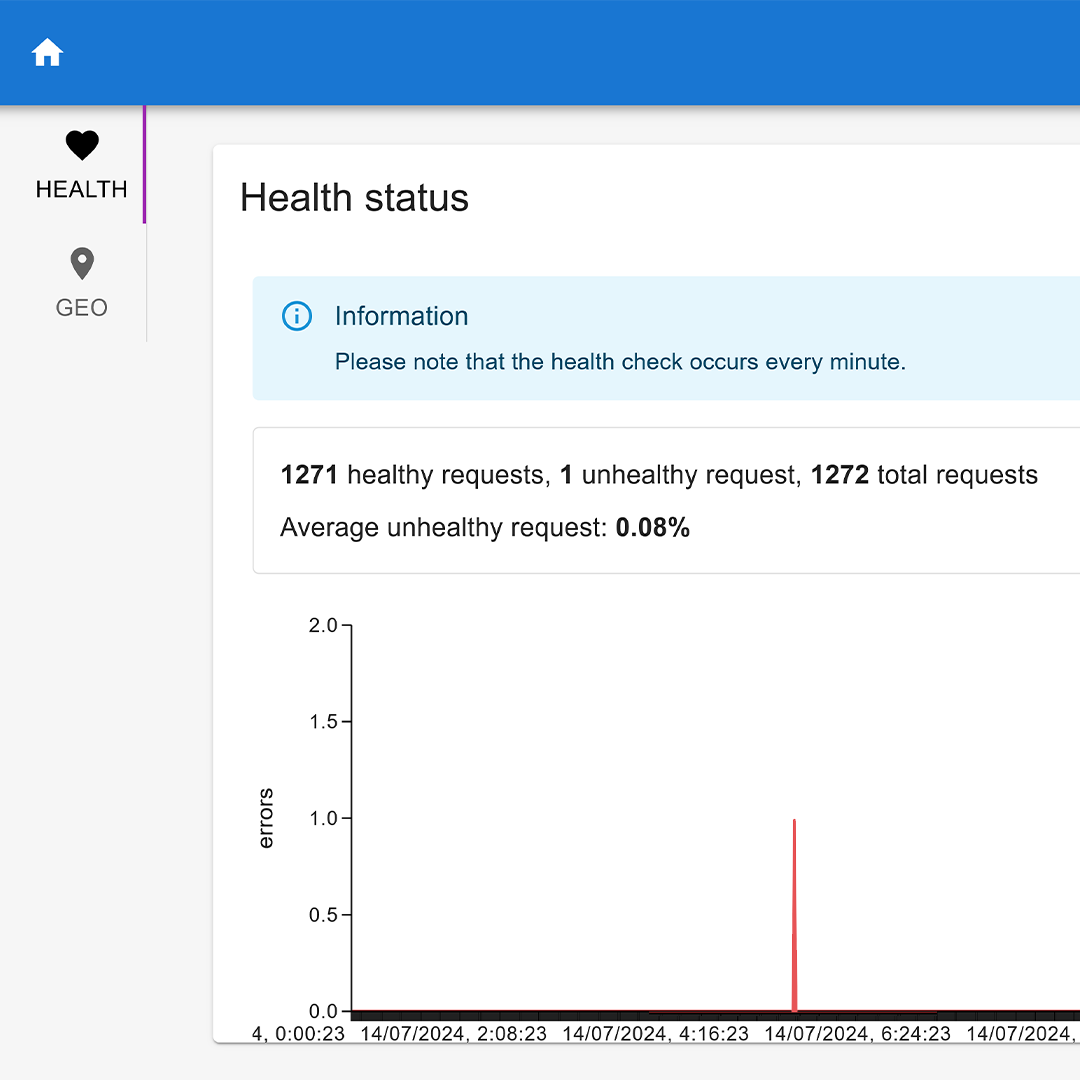 HEALTH
GEO
Health status
Information
Please note that the health check occurs every minute.
1271 healthy requests, 1 unhealthy request, 1272 total requests
Average unhealthy request: 0.08%
2.0
1.5
1.0
0.5
0.0
errors
4, 0:00:23 14/07/2024, 2:08:23 14/07/2024, 4:16:23 14/07/2024, 6:24:23 14/07/2024,